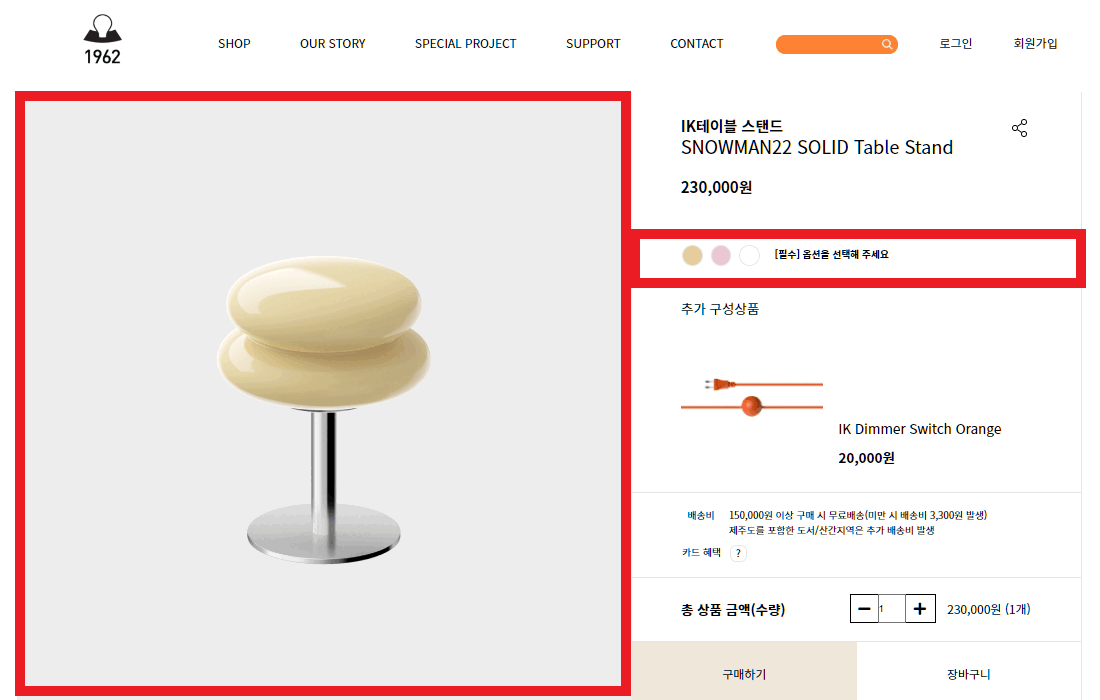 1962
SHOP OUR STORY SPECIAL PROJECT SUPPORT CONTACT 로그인 회원가입
IK테이블 스탠드
SNOWMAN22 SOLID Table Stand
230,000원
[필수] 옵션을 선택해 주세요
추가 구성상품
IK Dimmer Switch Orange
20,000원
배송비 150,000원 이상 구매 시 무료배송(미만 시 배송비 3,300원 발생)
제주도를 포함한 도서/산간지역은 추가 배송비 발생
카드 혜택 ?
총 상품 금액(수량) 1 230,000원 (1개)
구매하기 장바구니